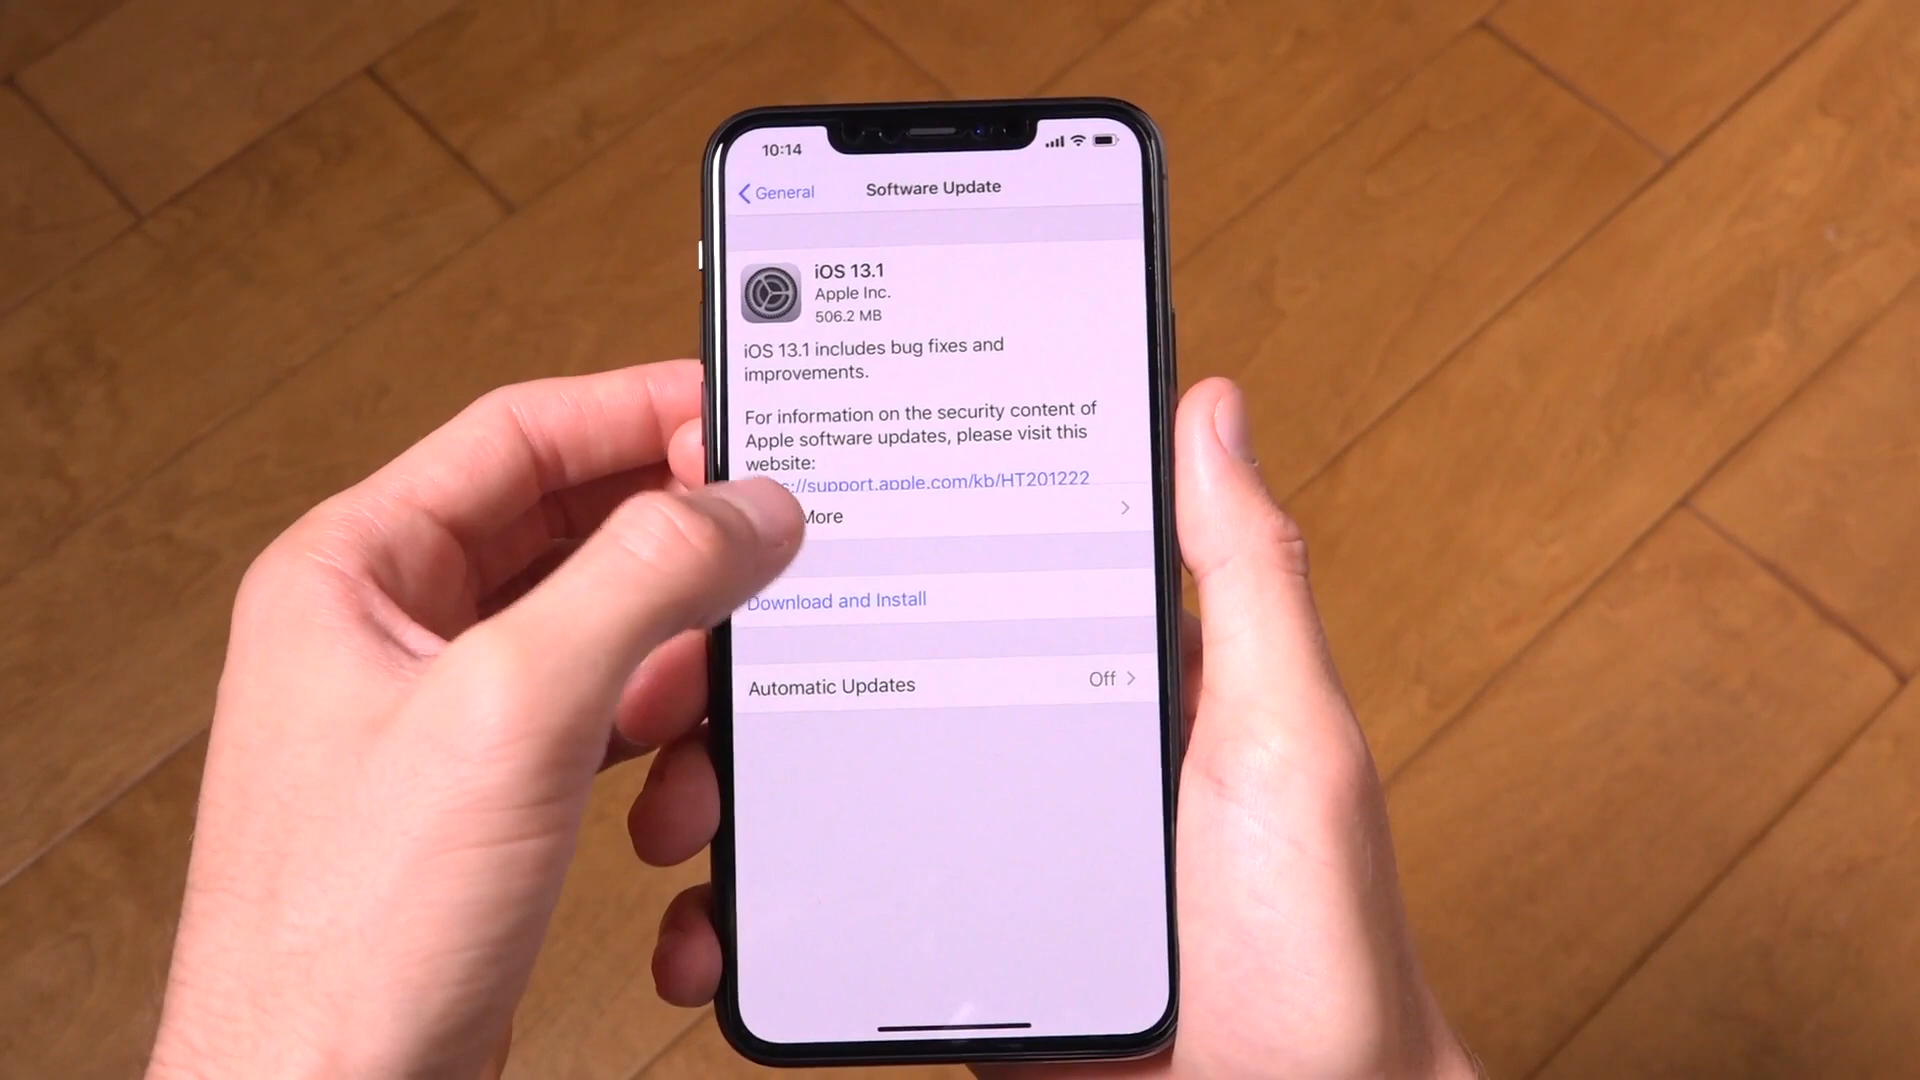 10:14
General
Software Update
iOS 13.1
Apple Inc.
506.2 MB
iOS 13.1 includes bug fixes and
improvements.
For information on the security content of
Apple software updates, please visit this
website:
://support.apple.com/kb/HT201222
More
Download and Install
Automatic Updates Off